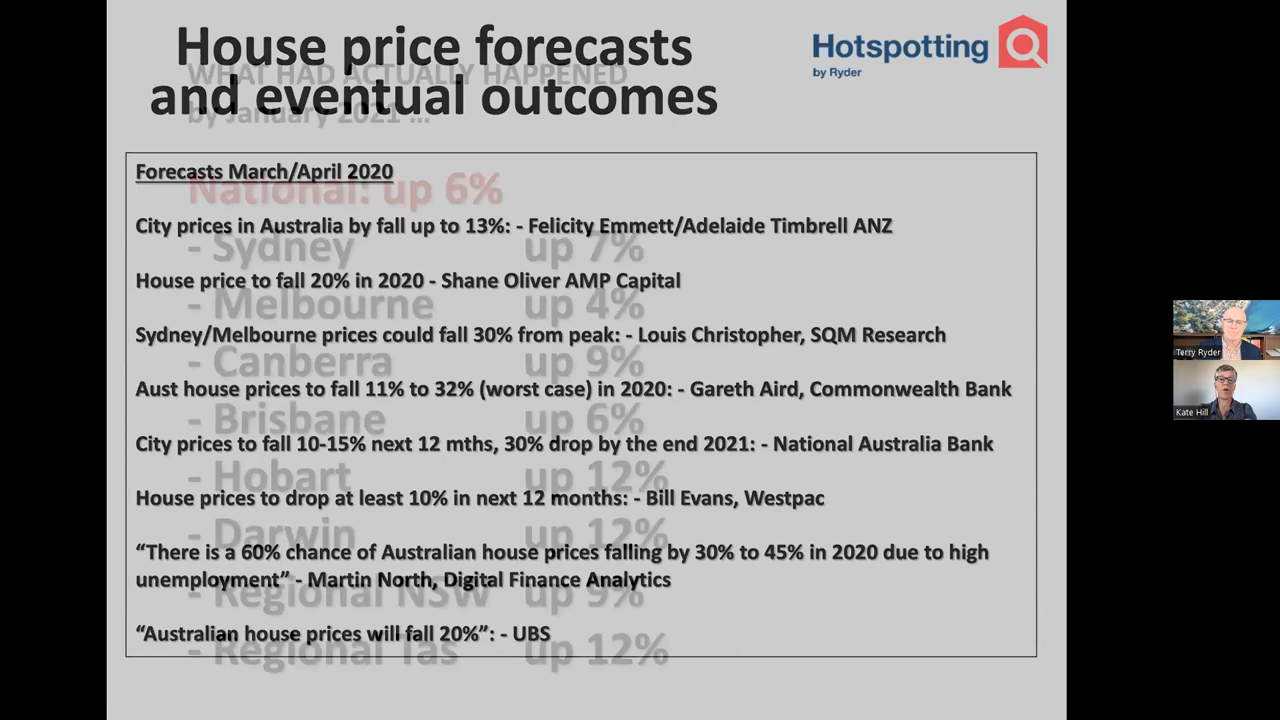 House price forecasts
and eventual outcomes
Hotspotting
by Ryder
WHAT HAD ACTUALLY HAPPENED
by January 2021 ...
Forecasts March/April 2020
National: up 6%
City prices in Australia by fall up to 13%: - Felicity Emmett/Adelaide Timbrell ANZ
- Sydney up 7%
House price to fall 20% in 2020 - Shane Oliver AMP Capital
- Melbourne up 4%
Sydney/Melbourne prices could fall 30% from peak: - Louis Christopher, SQM Research
- Canberra up 9%
Aust house prices to fall 11% to 32% (worst case) in 2020: - Gareth Aird, Commonwealth Bank
- Brisbane up 6%
City prices to fall 10-15% next 12 mths, 30% drop by the end 2021: - National Australia Bank
- Hobart up 12%
House prices to drop at least 10% in next 12 months: - Bill Evans, Westpac
- Darwin up 12%
“There is a 60% chance of Australian house prices falling by 30% to 45% in 2020 due to high
unemployment” - Martin North, Digital Finance Analytics
- Regional NSW up 9%
“Australian house prices will fall 20%”: - UBS
- Regional Tas up 12%
Terry Ryder
Kate Hill